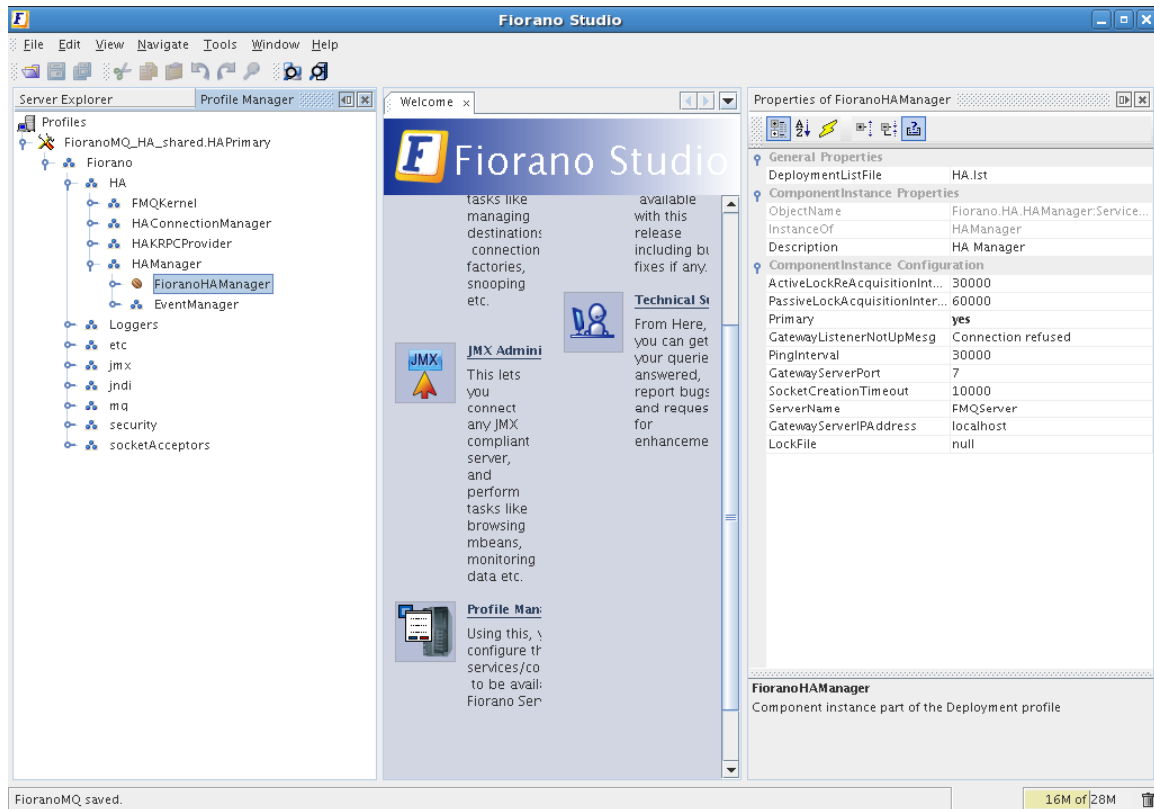 Fiorano Studio
File Edit View Navigate Tools Window Help
Server Explorer
Profile Manager
Profiles
FioranoMQ_HA_shared.HAPrimary
Fiorano
HA
FMQKernel
HAConnectionManager
HAKRPCProvider
HAManager
FioranoHAManager
EventManager
Loggers
etc
jmx
jndi
mq
security
socketAcceptors
Welcome
Fiorano Studio
tasks like
managing
destinations
connection
factories,
snooping
etc.
JMX
JMX Admini
This lets
you
connect
any JMX
compliant
server,
and
perform
tasks like
browsing
mbeans,
monitoring
data etc.
Profile Man
Using this,
configure th
services/co
to be avail
Fiorano Ser
available
with this
release
including bu
fixes if any.
Technical Su
From Here,
you can get
your querie
answered,
report bugs
and reques
for
enhanceme
Properties of FioranoHAManager
General Properties
DeploymentListFile HA.lst
ComponentInstance Properties
ObjectName Fiorano.HA.HAManager:Service...
InstanceOf HAManager
Description HA Manager
ComponentInstance Configuration
ActiveLockReAcquisitionInt... 30000
PassiveLockAcquisitionInter... 60000
Primary yes
GatewayListenerNotUpMesg Connection refused
PingInterval 30000
GatewayServerPort 7
SocketCreationTimeout 10000
ServerName FMQServer
GatewayServerIPAddress localhost
LockFile null
FioranoHAManager
Component instance part of the Deployment profile
FioranoMQ saved.
16M of 28M